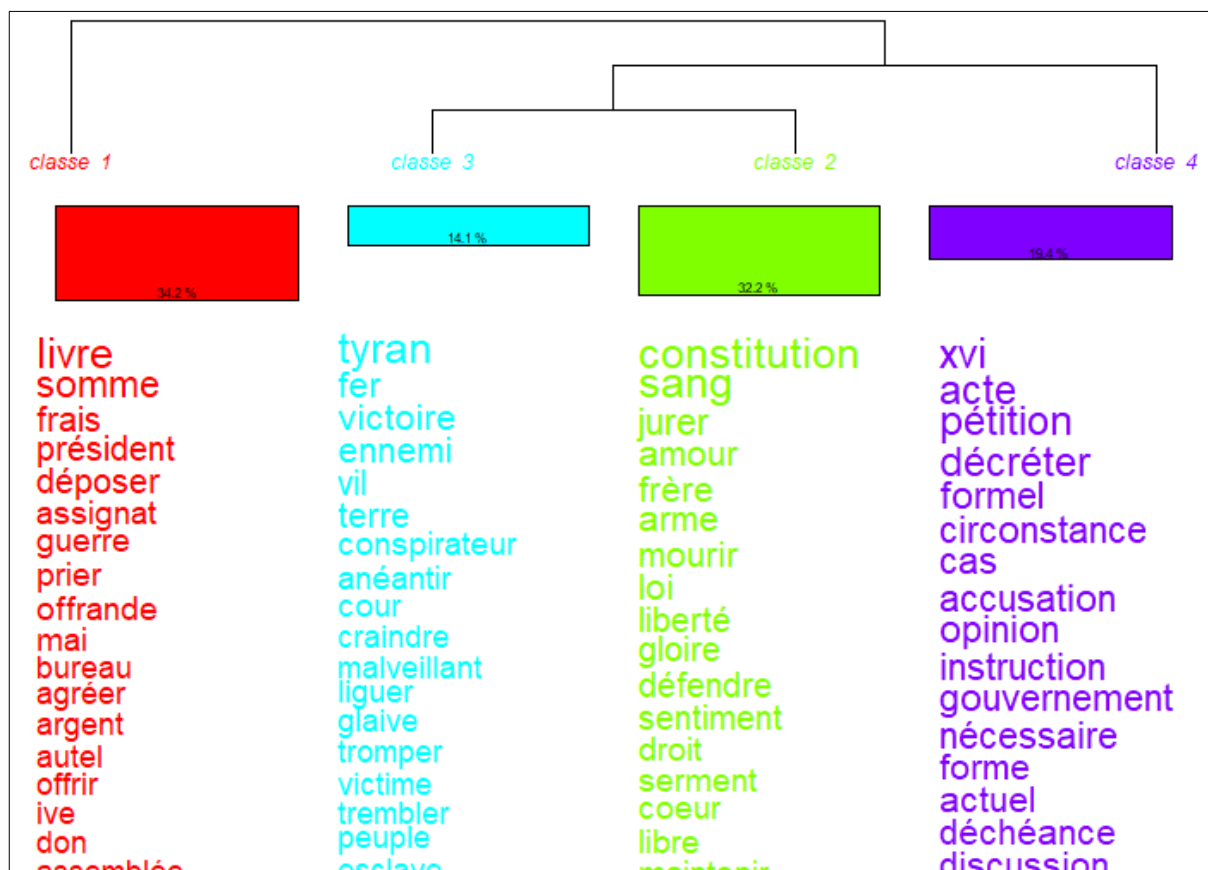 classe 1
classe 3
classe 2
classe 4
34.2 %
14.1 %
32.2 %
19.4 %
livre
somme
frais
président
déposer
assignat
guerre
prier
offrande
mai
bureau
agréer
argent
autel
offrir
ive
don
assemblée
tyran
fer
victoire
ennemi
vil
terre
conspirateur
anéantir
cour
craindre
malveillant
liguer
glaive
tromper
victime
trembler
peuple
esclave
constitution
sang
jurer
amour
frère
arme
mourir
loi
liberté
gloire
défendre
sentiment
droit
serment
coeur
libre
maintenir
xvi
acte
pétition
décréter
formel
circonstance
cas
accusation
opinion
instruction
gouvernement
nécessaire
forme
actuel
déchéance
discussion